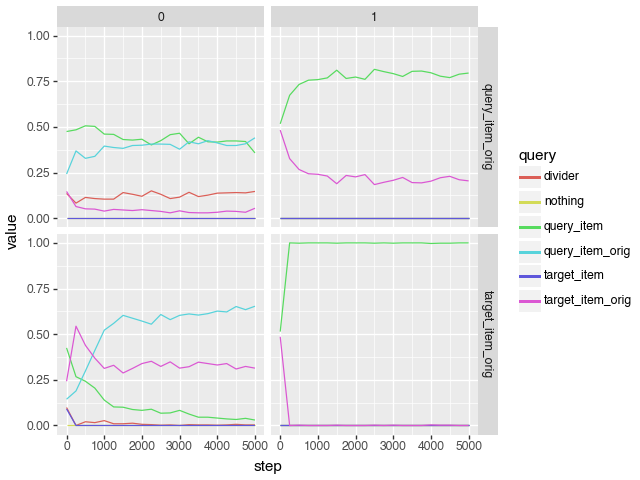 0
1
1.00
0.75
0.50
0.25
0.00
query_item_orig
1.00
0.75
0.50
0.25
0.00
target_item_orig
0 1000 2000 3000 4000 5000
0 1000 2000 3000 4000 5000
step
value
query
divider
nothing
query_item
query_item_orig
target_item
target_item_orig